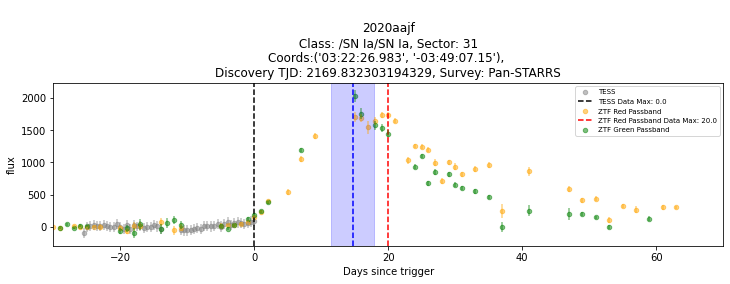 2020aajf
Class: /SN Ia/SN Ia, Sector: 31
Coords:('03:22:26.983', '-03:49:07.15'),
Discovery TJD: 2169.832303194329, Survey: Pan-STARRS
TESS
TESS Data Max: 0.0
ZTF Red Passband
ZTF Red Passband Data Max: 20.0
ZTF Green Passband
flux
2000
1500
1000
500
0
−20 0 20 40 60
Days since trigger